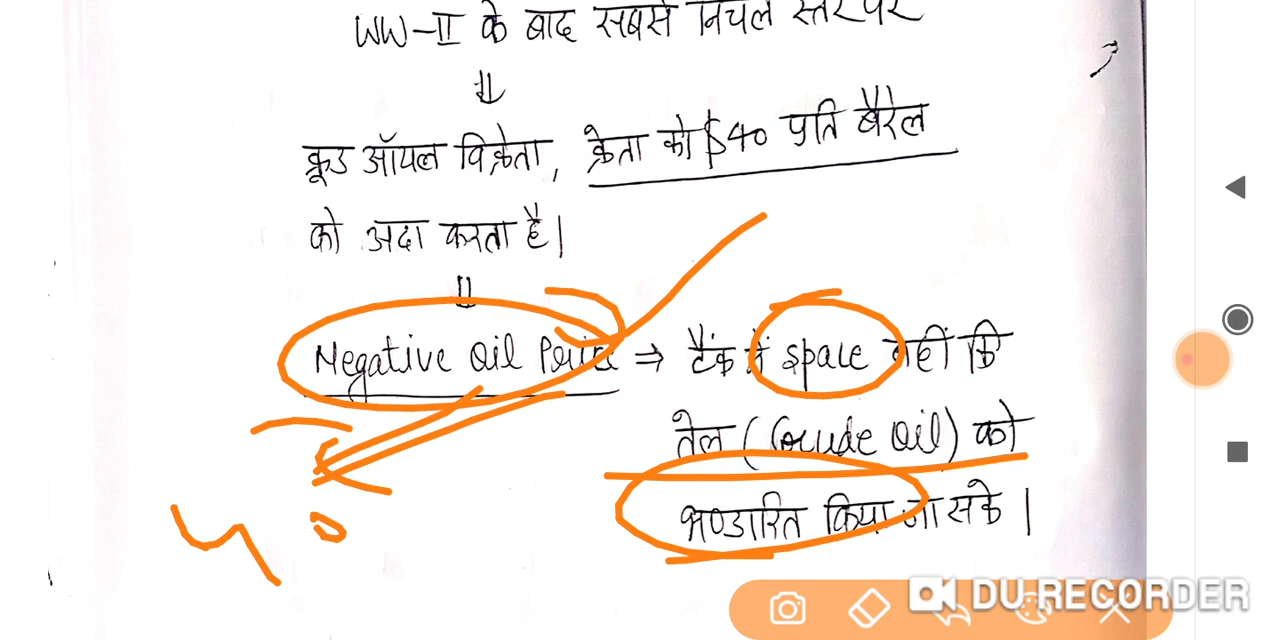 WW-II के बाद सबसे निचले स्तर पर
⇓
क्रूड ऑयल विक्रेता, क्रेता को $40 प्रति बैरेल
को अदा करता है।
⇓
Negative Oil Price ⇒ टैंक में space नहीं कि
तेल (Crude Oil) को
भण्डारित किया जा सके।
DU RECORDER